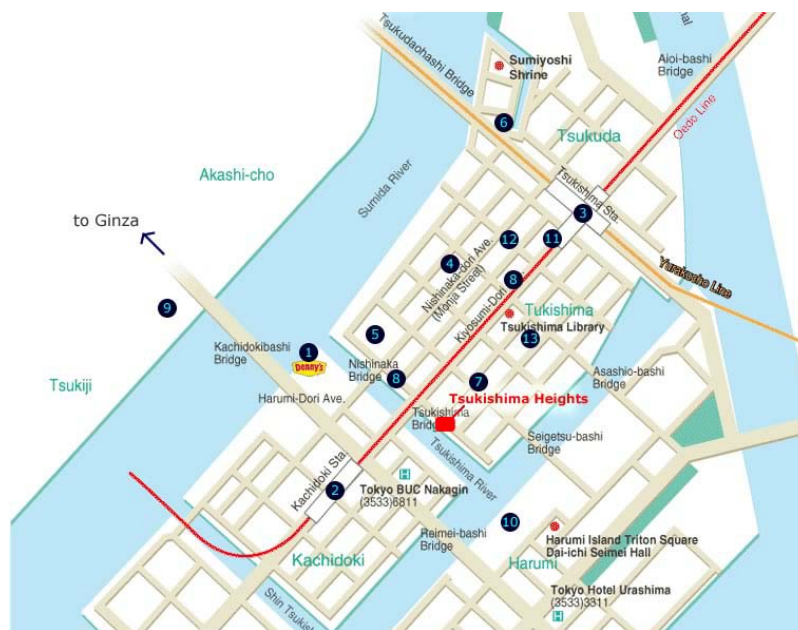 Tsukudaohashi Bridge
Sumiyoshi
Shrine
Aioi-bashi
Bridge
6
Tsukuda
Oedo Line
Akashi-cho
Sumida River
Tsukishima Sta.
to Ginza
3
12
11
4
Nishinaka-dori Ave.
(Monja Street)
8
Yurakucho Line
Kiyosumi-Dori
9
Tukishima
Tsukishima Library
5
13
Kachidokibashi
Bridge
1
Denny's
Nishinaka
Bridge
8
7
Asashio-bashi
Bridge
Tsukiji
Harumi-Dori Ave.
Tsukishima Heights
Tsukishima
Bridge
Seigetsu-bashi
Bridge
Tsukishima River
Kachidoki Sta.
2
H
Tokyo BUC Nakagin
(3533)6811
10
Reimei-bashi
Bridge
Harumi Island Triton Square
Dai-ichi Seimei Hall
Kachidoki
Harumi
Shin Tsukis
Tokyo Hotel Urashima
(3533)3311
H